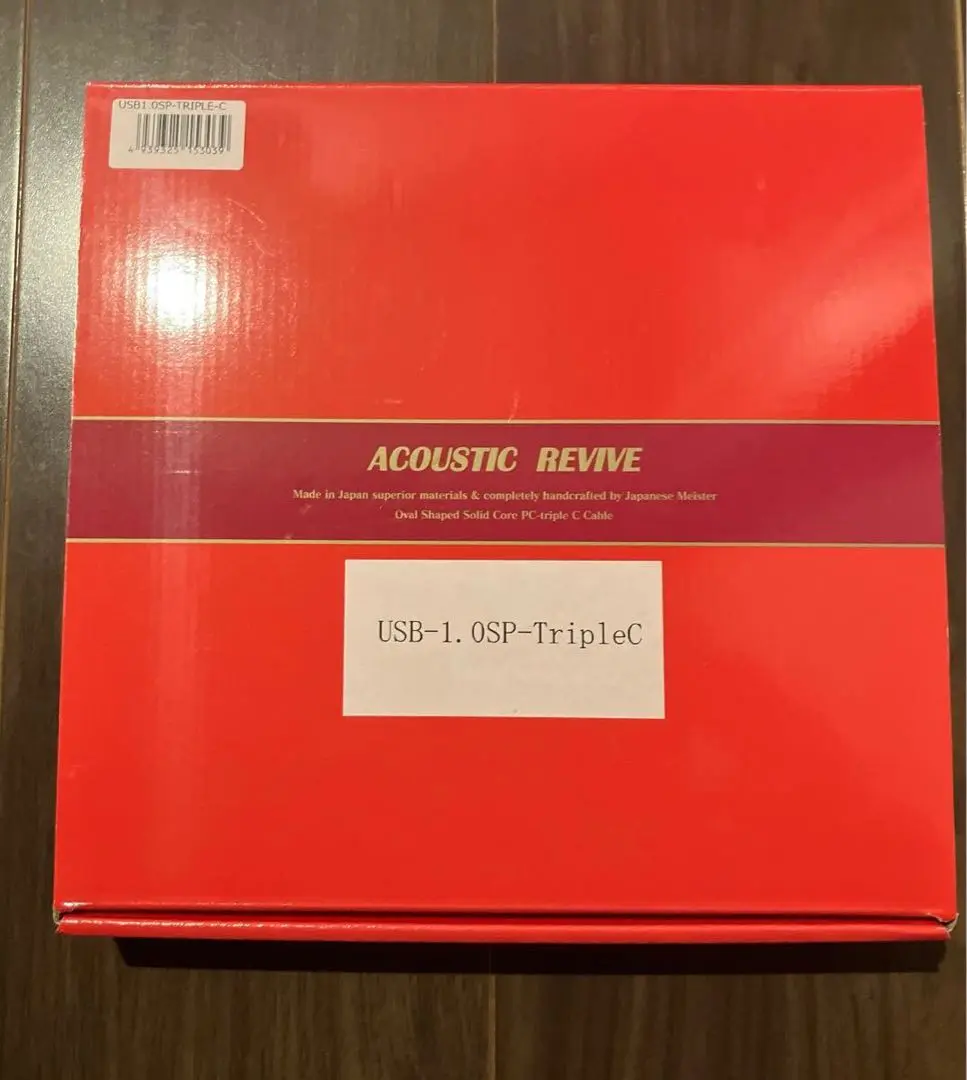 USB1.0SP-TRIPLE-C
ACOUSTIC REVIVE
Made in Japan superior materials & completely handcrafted by Japanese Meister
Oval Shaped Solid Core PC-triple C Cable
USB-1.0SP-TripleC